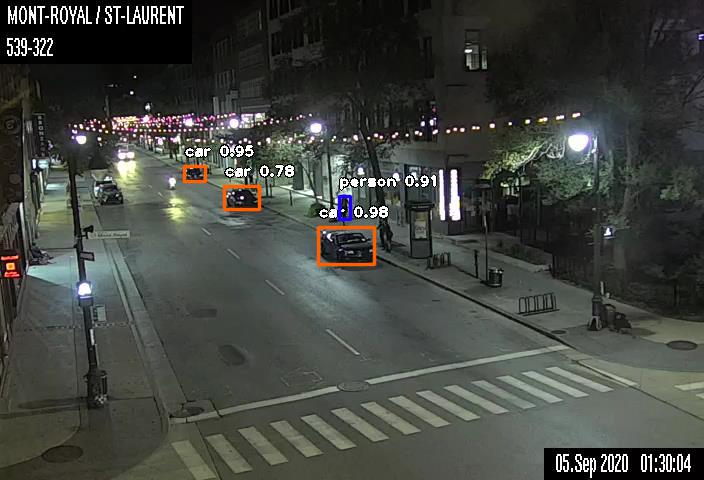 MONT-ROYAL / ST-LAURENT
539-322
car 0.95
car 0.78
person 0.91
car 0.98
05.Sep 2020 01:30:04